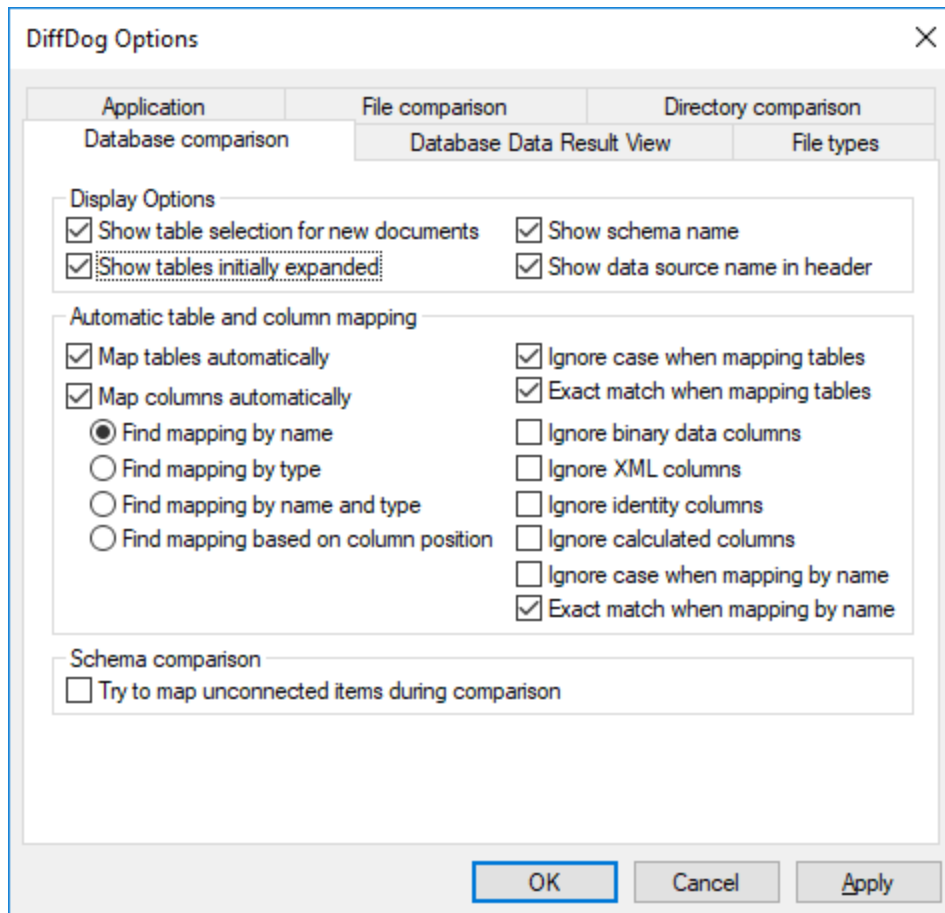 DiffDog Options
Application
File comparison
Directory comparison
Database comparison
Database Data Result View
File types
Display Options
Show table selection for new documents
Show schema name
Show tables initially expanded
Show data source name in header
Automatic table and column mapping
Map tables automatically
Ignore case when mapping tables
Map columns automatically
Exact match when mapping tables
Find mapping by name
Ignore binary data columns
Find mapping by type
Ignore XML columns
Find mapping by name and type
Ignore identity columns
Find mapping based on column position
Ignore calculated columns
Ignore case when mapping by name
Exact match when mapping by name
Schema comparison
Try to map unconnected items during comparison
OK
Cancel
Apply